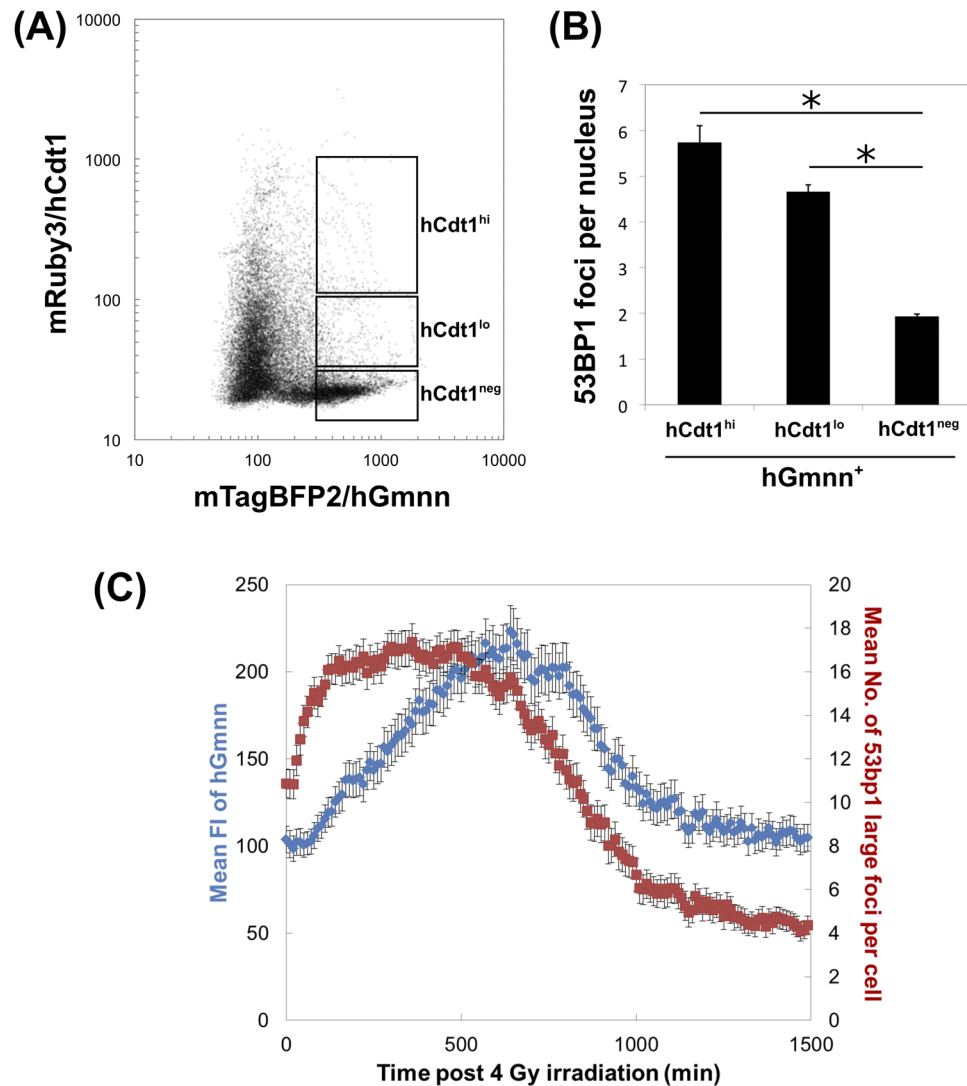 (A)
10000
1000
100
10
mRuby3/hCdt1
hCdt1hi
hCdt1lo
hCdt1neg
10
100
1000
10000
mTagBFP2/hGmnn
(B)
7
6
5
4
3
2
1
0
53BP1 foci per nucleus
*
*
hCdt1hi
hCdt1lo
hCdt1neg
hGmnn+
(C)
250
200
150
100
50
0
Mean FI of hGmnn
20
18
16
14
12
10
8
6
4
2
0
Mean No. of 53bp1 large foci per cell
0
500
1000
1500
Time post 4 Gy irradiation (min)